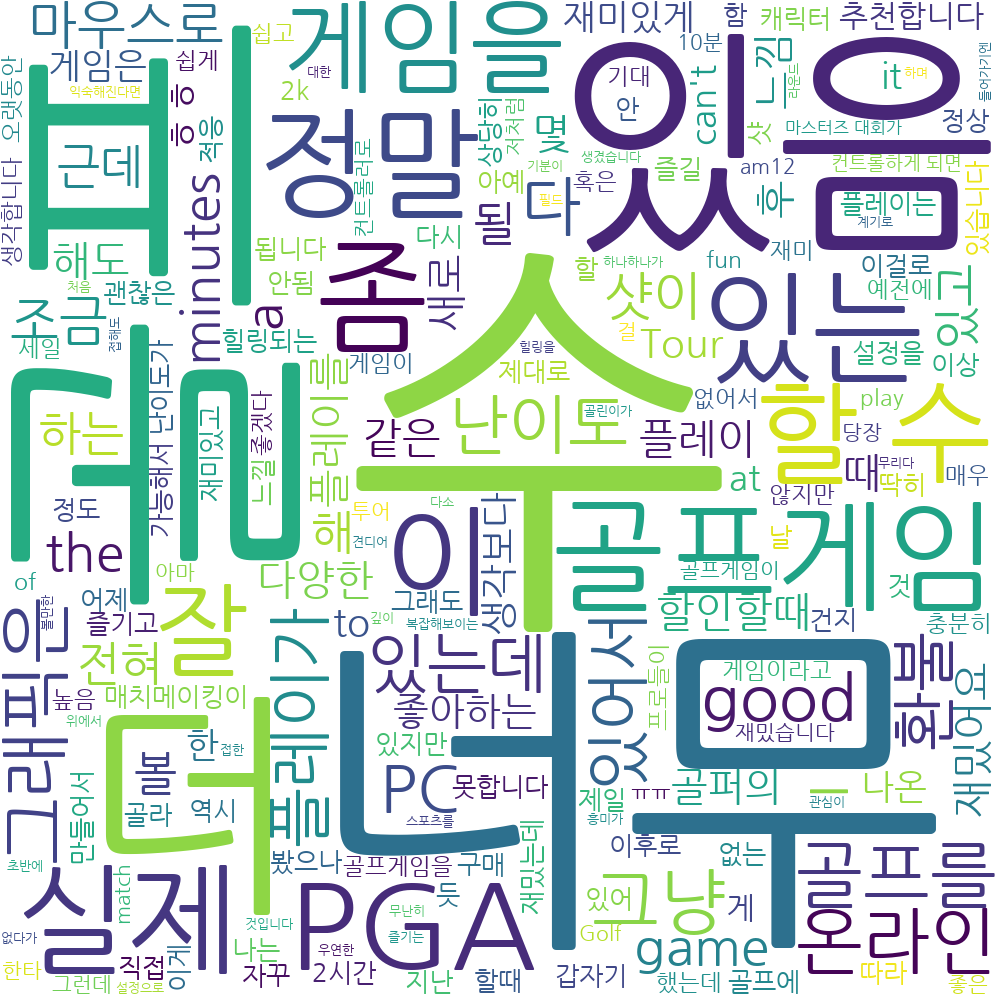 마우스로
게임은
쉽게
쉽고
대한
익숙해진다면
오랫동안
뭐
근데
흥흥
적응
2k
게임을
정말
재미있게
10분
함
캐릭터
추천합니다
기대
안
느낌
can't
it
하며
라운드
들어가기엔
정상
있음
몇
샷
마스터즈 대회가
상당히
저처럼
생겼습니다
기분이
필드
아예
혹은
즐길
am12
후
컨트롤하게 되면
플레이는
계기로
있습니다
생각합니다
minutes
컨트롤러로
될
다
해도
됩니다
다시
안됨
좀
a
새로
할
하나하나가
fun
재미
이걸로
예전에
있고
조금
괜찮은
처음
세일
접해도
힐링되는
게임이
힐링을
샷이
걸
Tour
있는
설정을
이상
수
제대로
겜
하는
가능해서 난이도가
재미있고
좋겠다
느낄
플레이를
같은
난이도
골린이가
플레이
없어서
play
당장
할수
때
무리다
딱히
매우
at
않지만
정도
the
of
아마
해
투어
견디어
다소
이
생각보다
골프게임
날
골프게임이
것
그래픽은
볼만한
어제
즐기고
전혀
잘
다양한
플레이가
to
그래도
깊이
복잡해보이는
있는데
좋아하는
있어서
할인할때
건지
충분히
높음
매치메이킹이
위에서
더
한
접한
있지만
PC
못합니다
너무
프로들이
게임이라고
good
재밌습니다
환불
재밌어요
볼
골라
역시
만들어서
스포츠를
제일
ㅠㅠ
골퍼의
ㅡ
관심이
나온
초반에
실제
match
봤으나
골프게임을
구매
재밌는데
흥미가
이후로
없는
골프를
듯
PGA
있어
그냥
게
Golf
game
온라인
없다가
한타
그런데
설정으로
직접
이게
것입니다
나는
우연한
자꾸
2시간
무난히
즐기는
지난
할때
갑자기
했는데
골프에
따라
좋은